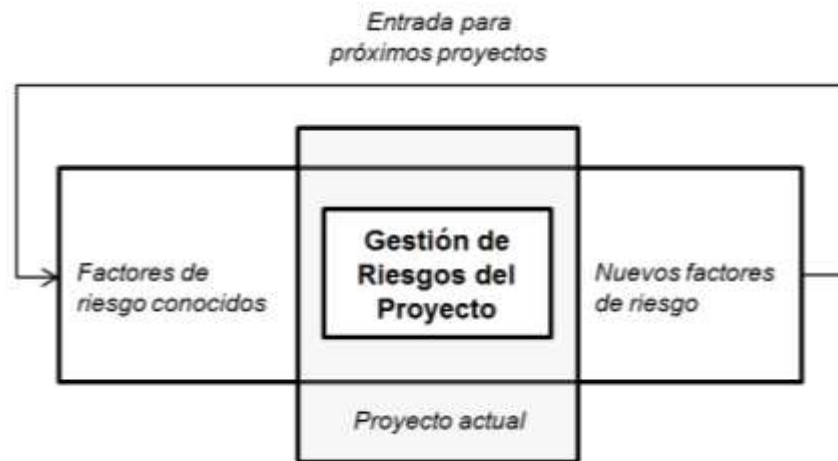 Entrada para
próximos proyectos
Factores de
riesgo conocidos
Gestión de
Riesgos del
Proyecto
Nuevos factores
de riesgo
Proyecto actual